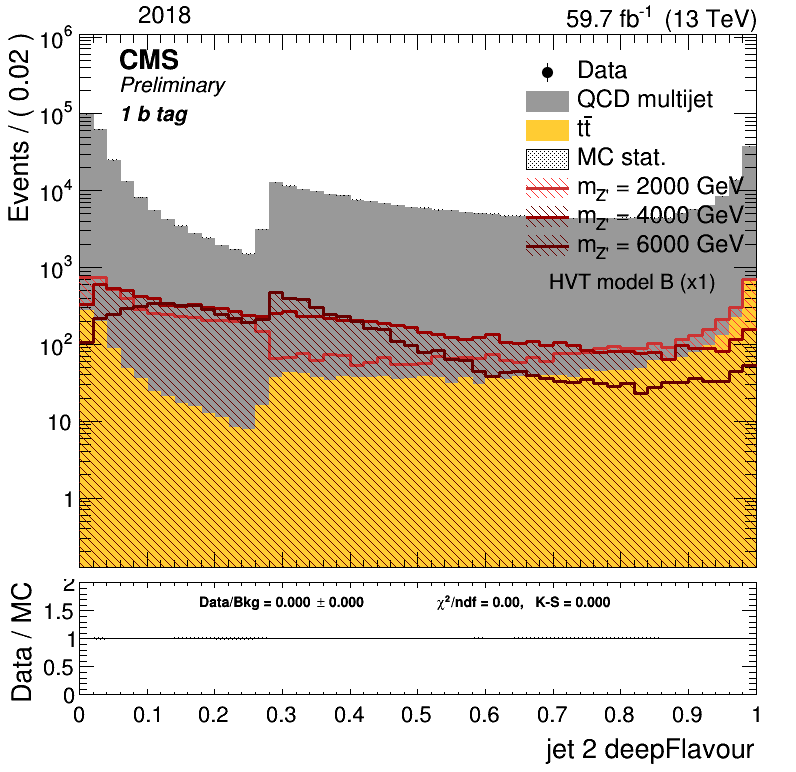 2018
59.7 fb⁻¹ (13 TeV)
CMS
Preliminary
1 b tag
Data
QCD multijet
tt̄
MC stat.
m_Z' = 2000 GeV
m_Z' = 4000 GeV
m_Z' = 6000 GeV
HVT model B (x1)
Events / ( 0.02 )
10⁶
10⁵
10⁴
10³
10²
10
1
Data/Bkg = 0.000 ± 0.000
χ²/ndf = 0.00, K-S = 0.000
Data / MC
2
1.5
1
0.5
0
0 0.1 0.2 0.3 0.4 0.5 0.6 0.7 0.8 0.9 1
jet 2 deepFlavour